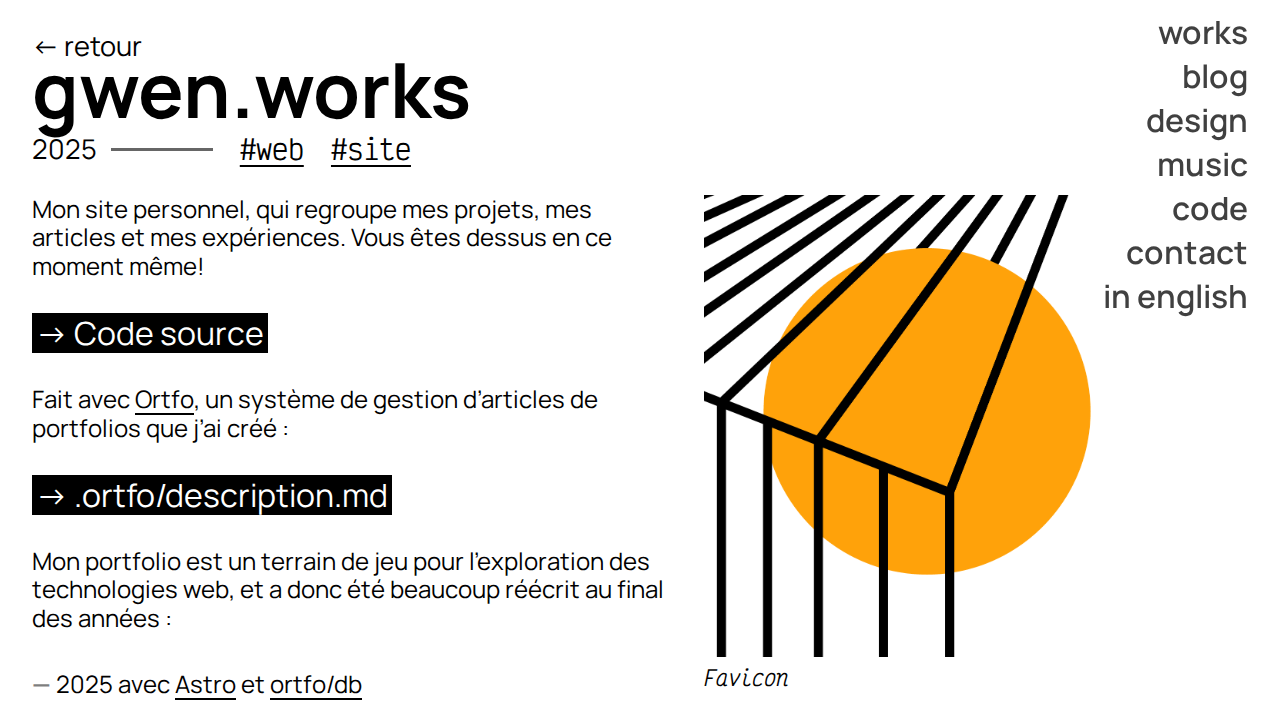 ← retour
gwen.works
2025 #web #site
Mon site personnel, qui regroupe mes projets, mes
articles et mes expériences. Vous êtes dessus en ce
moment même!
→ Code source
Fait avec Ortfo, un système de gestion d’articles de
portfolios que j’ai créé :
→ .ortfo/description.md
Mon portfolio est un terrain de jeu pour l’exploration des
technologies web, et a donc été beaucoup réécrit au final
des années :
— 2025 avec Astro et ortfo/db
Favicon
works
blog
design
music
code
contact
in english